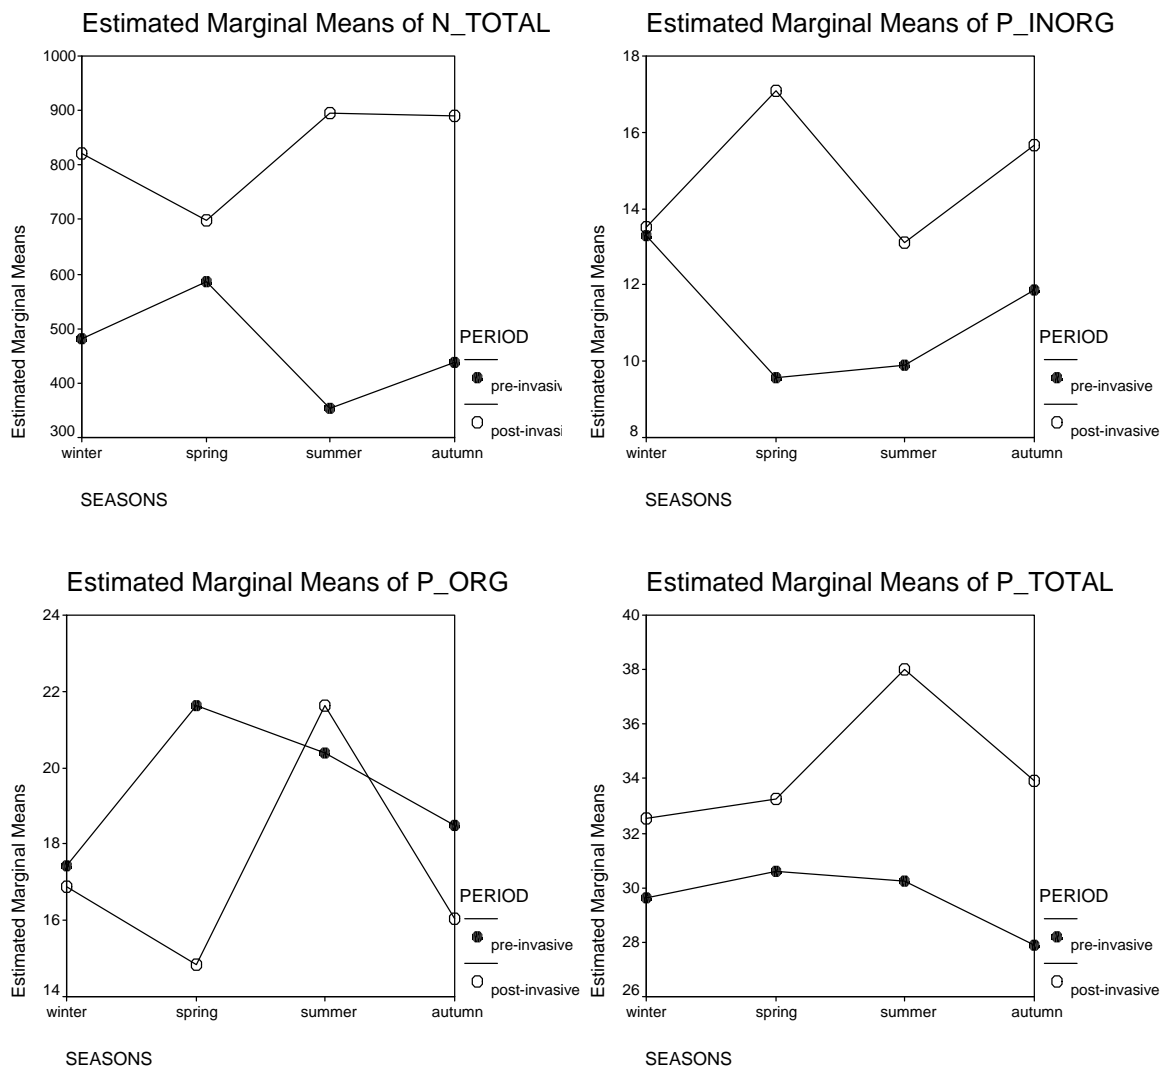 Estimated Marginal Means of N_TOTAL
1000
900
800
700
600
500
400
300
Estimated Marginal Means
winter spring summer autumn
SEASONS
PERIOD
pre-invasiv
post-invasi
Estimated Marginal Means of P_INORG
18
16
14
12
10
8
Estimated Marginal Means
winter spring summer autumn
SEASONS
PERIOD
pre-invasive
post-invasive
Estimated Marginal Means of P_ORG
24
22
20
18
16
14
Estimated Marginal Means
winter spring summer autumn
SEASONS
PERIOD
pre-invasive
post-invasive
Estimated Marginal Means of P_TOTAL
40
38
36
34
32
30
28
26
Estimated Marginal Means
winter spring summer autumn
SEASONS
PERIOD
pre-invasive
post-invasive